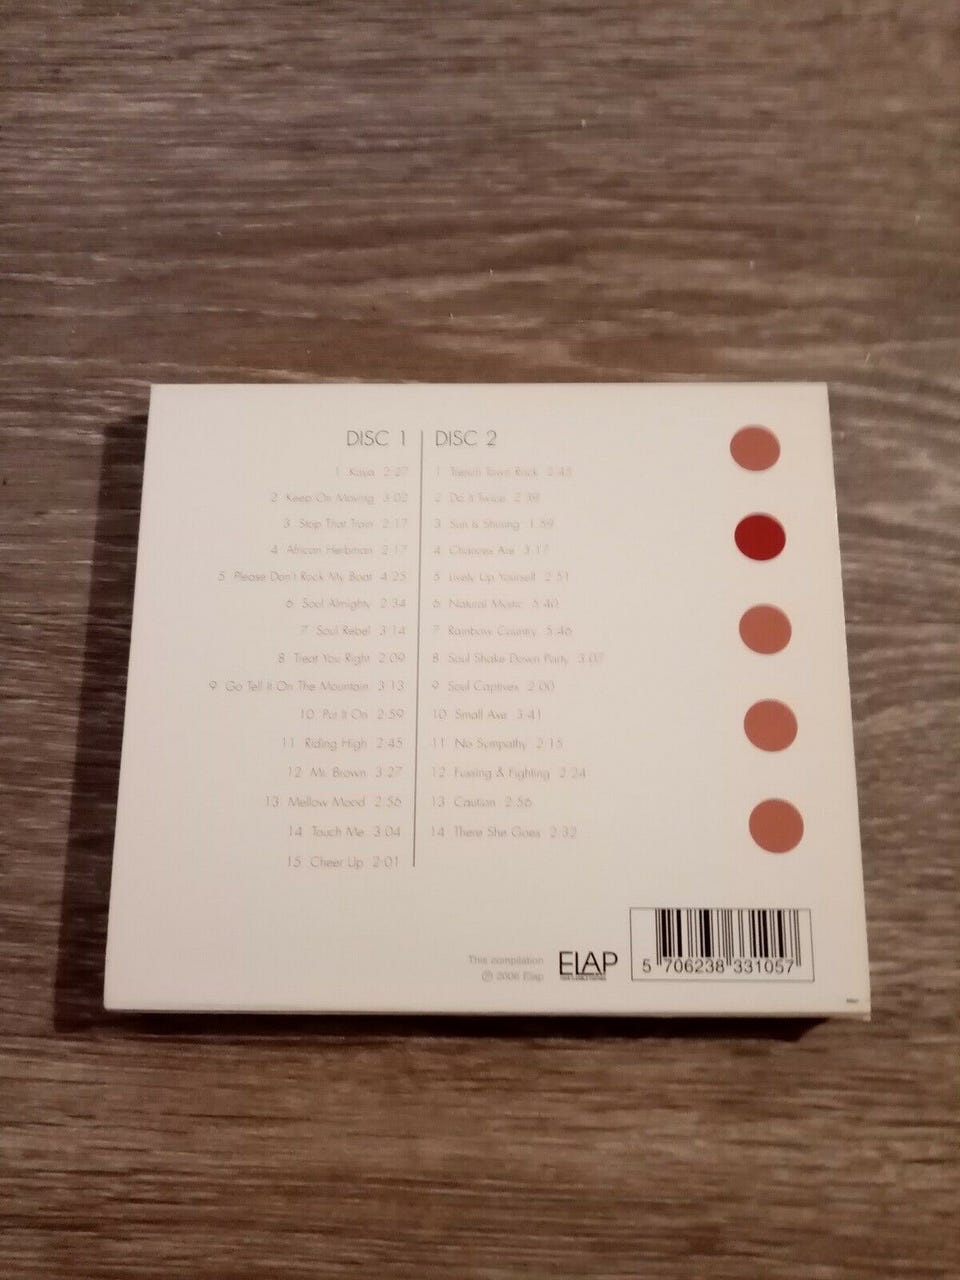 DISC 1
1 Kaya 2:27
2 Keep On Moving 3:02
3 Stop That Train 2:17
4 African Herbman 2:17
5 Please Don't Rock My Boat 4:25
6 Soul Almighty 2:34
7 Soul Rebel 3:14
8 Treat You Right 2:09
9 Go Tell It On The Mountain 3:13
10 Put It On 2:59
11 Riding High 2:45
12 Mr. Brown 3:27
13 Mellow Mood 2:56
14 Touch Me 3:04
15 Cheer Up 2:01
DISC 2
1 Trench Town Rock 2:45
2 Do It Twice 2:39
3 Sun Is Shining 1:59
4 Chances Are 3:17
5 Lively Up Yourself 2:51
6 Natural Mystic 5:40
7 Rainbow Country 5:46
8 Soul Shake Down Party 3:07
9 Soul Captives 2:00
10 Small Axe 3:41
11 No Sympathy 2:15
12 Fussing & Fighting 2:24
13 Caution 2:56
14 There She Goes 2:32
This compilation
℗ 2006 Elap
ELAP
5 706238 331057